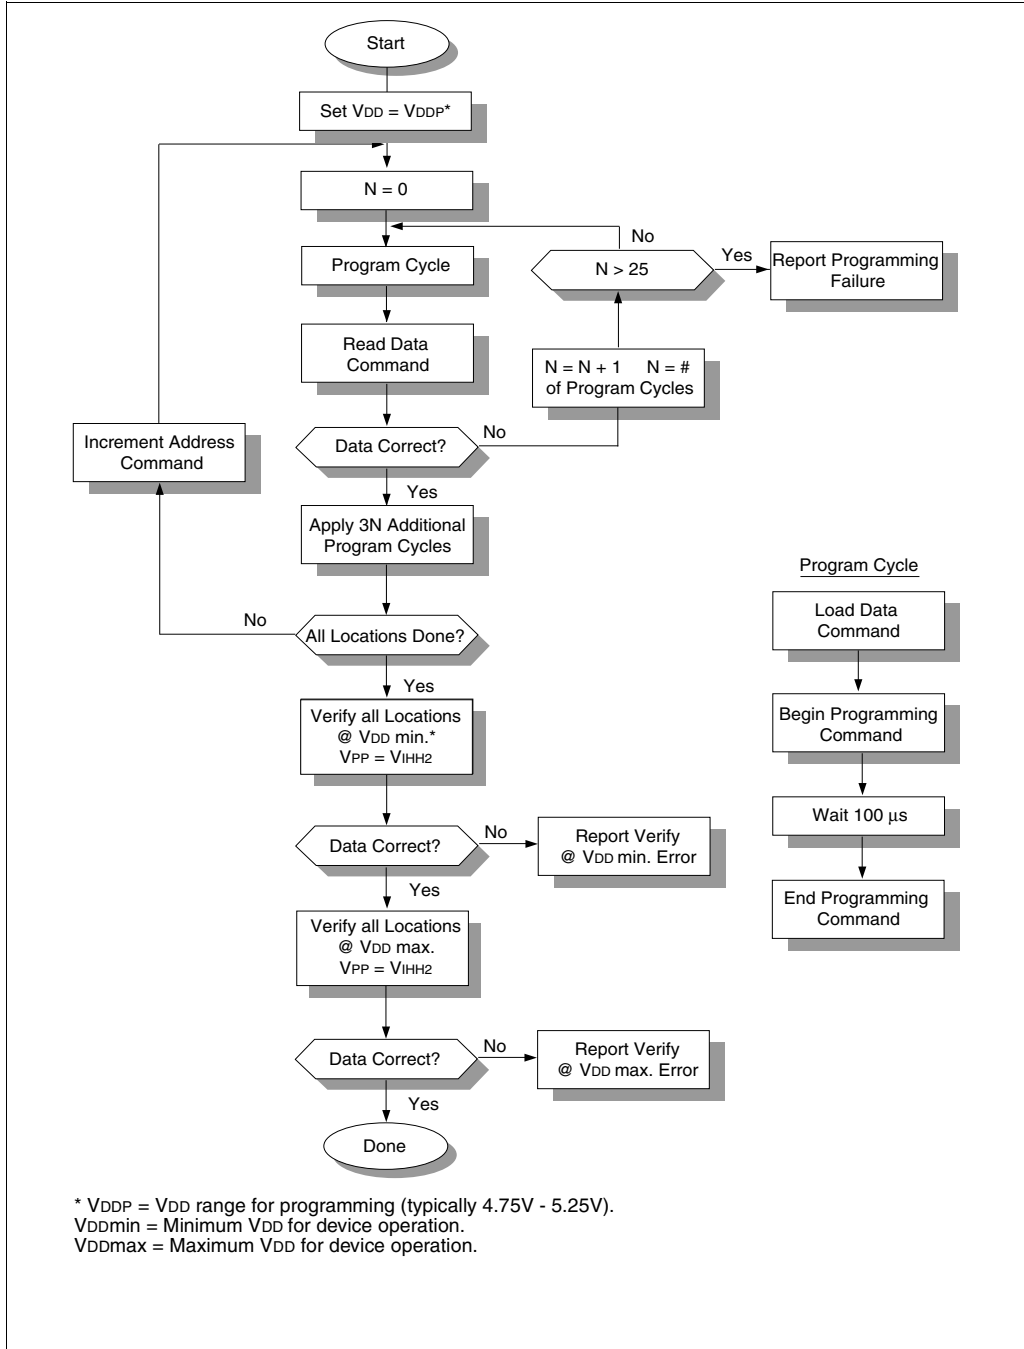 Start
Set VDD = VDDP*
N = 0
No
Program Cycle
N > 25
Yes
Report Programming
Failure
Read Data
Command
N = N + 1 N = #
of Program Cycles
Increment Address
Command
Data Correct?
No
Yes
Apply 3N Additional
Program Cycles
No
All Locations Done?
Yes
Verify all Locations
@ VDD min.*
VPP = VIHH2
Data Correct?
No
Report Verify
@ VDD min. Error
Yes
Verify all Locations
@ VDD max.
VPP = VIHH2
Data Correct?
No
Report Verify
@ VDD max. Error
Yes
Done
Program Cycle
Load Data
Command
Begin Programming
Command
Wait 100 µs
End Programming
Command
* VDDP = VDD range for programming (typically 4.75V - 5.25V).
VDDmin = Minimum VDD for device operation.
VDDmax = Maximum VDD for device operation.